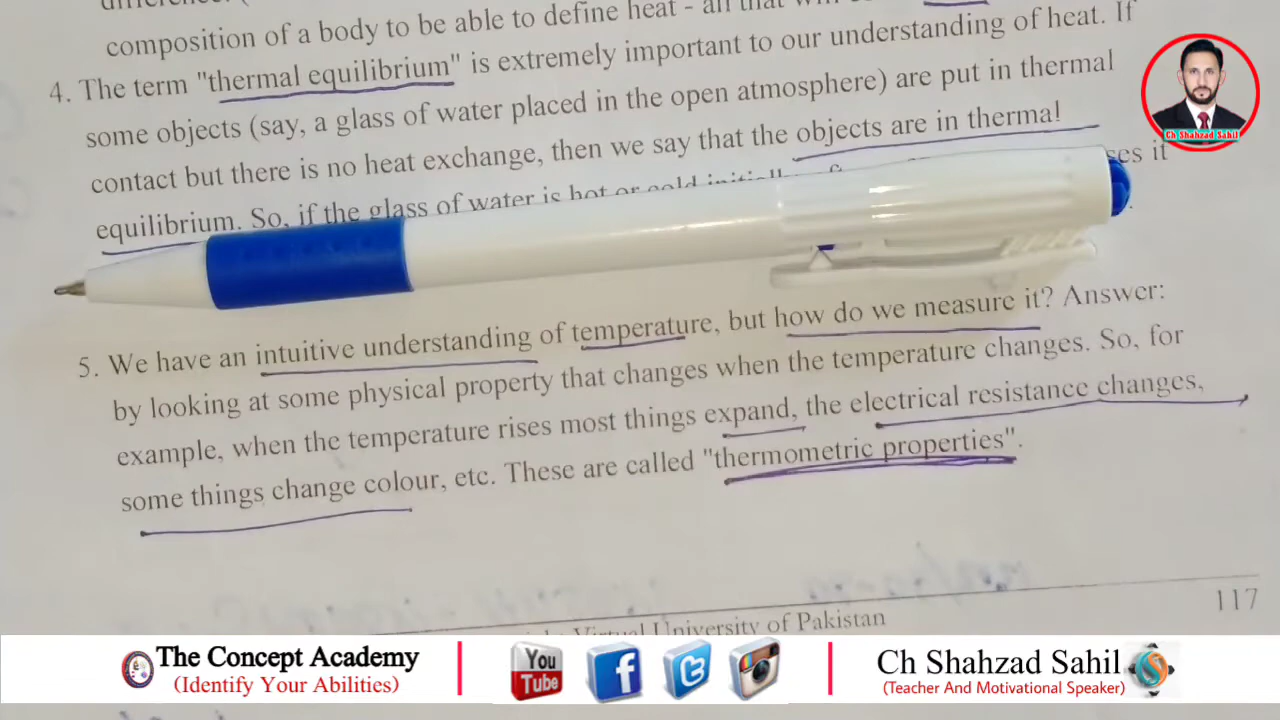 composition of a body to be able to define heat - all that
4. The term "thermal equilibrium" is extremely important to our understanding of heat. If
some objects (say, a glass of water placed in the open atmosphere) are put in thermal
contact but there is no heat exchange, then we say that the objects are in therma!
equilibrium. So, if the glass of water is hot or cold initially
it
5. We have an intuitive understanding of temperature, but how do we measure it? Answer:
by looking at some physical property that changes when the temperature changes. So, for
example, when the temperature rises most things expand, the electrical resistance changes,
some things change colour, etc. These are called "thermometric properties".
117
Virtual University of Pakistan
Ch Shahzad Sahil
The Concept Academy
(Identify Your Abilities)
You
Tube
Ch Shahzad Sahil
(Teacher And Motivational Speaker)